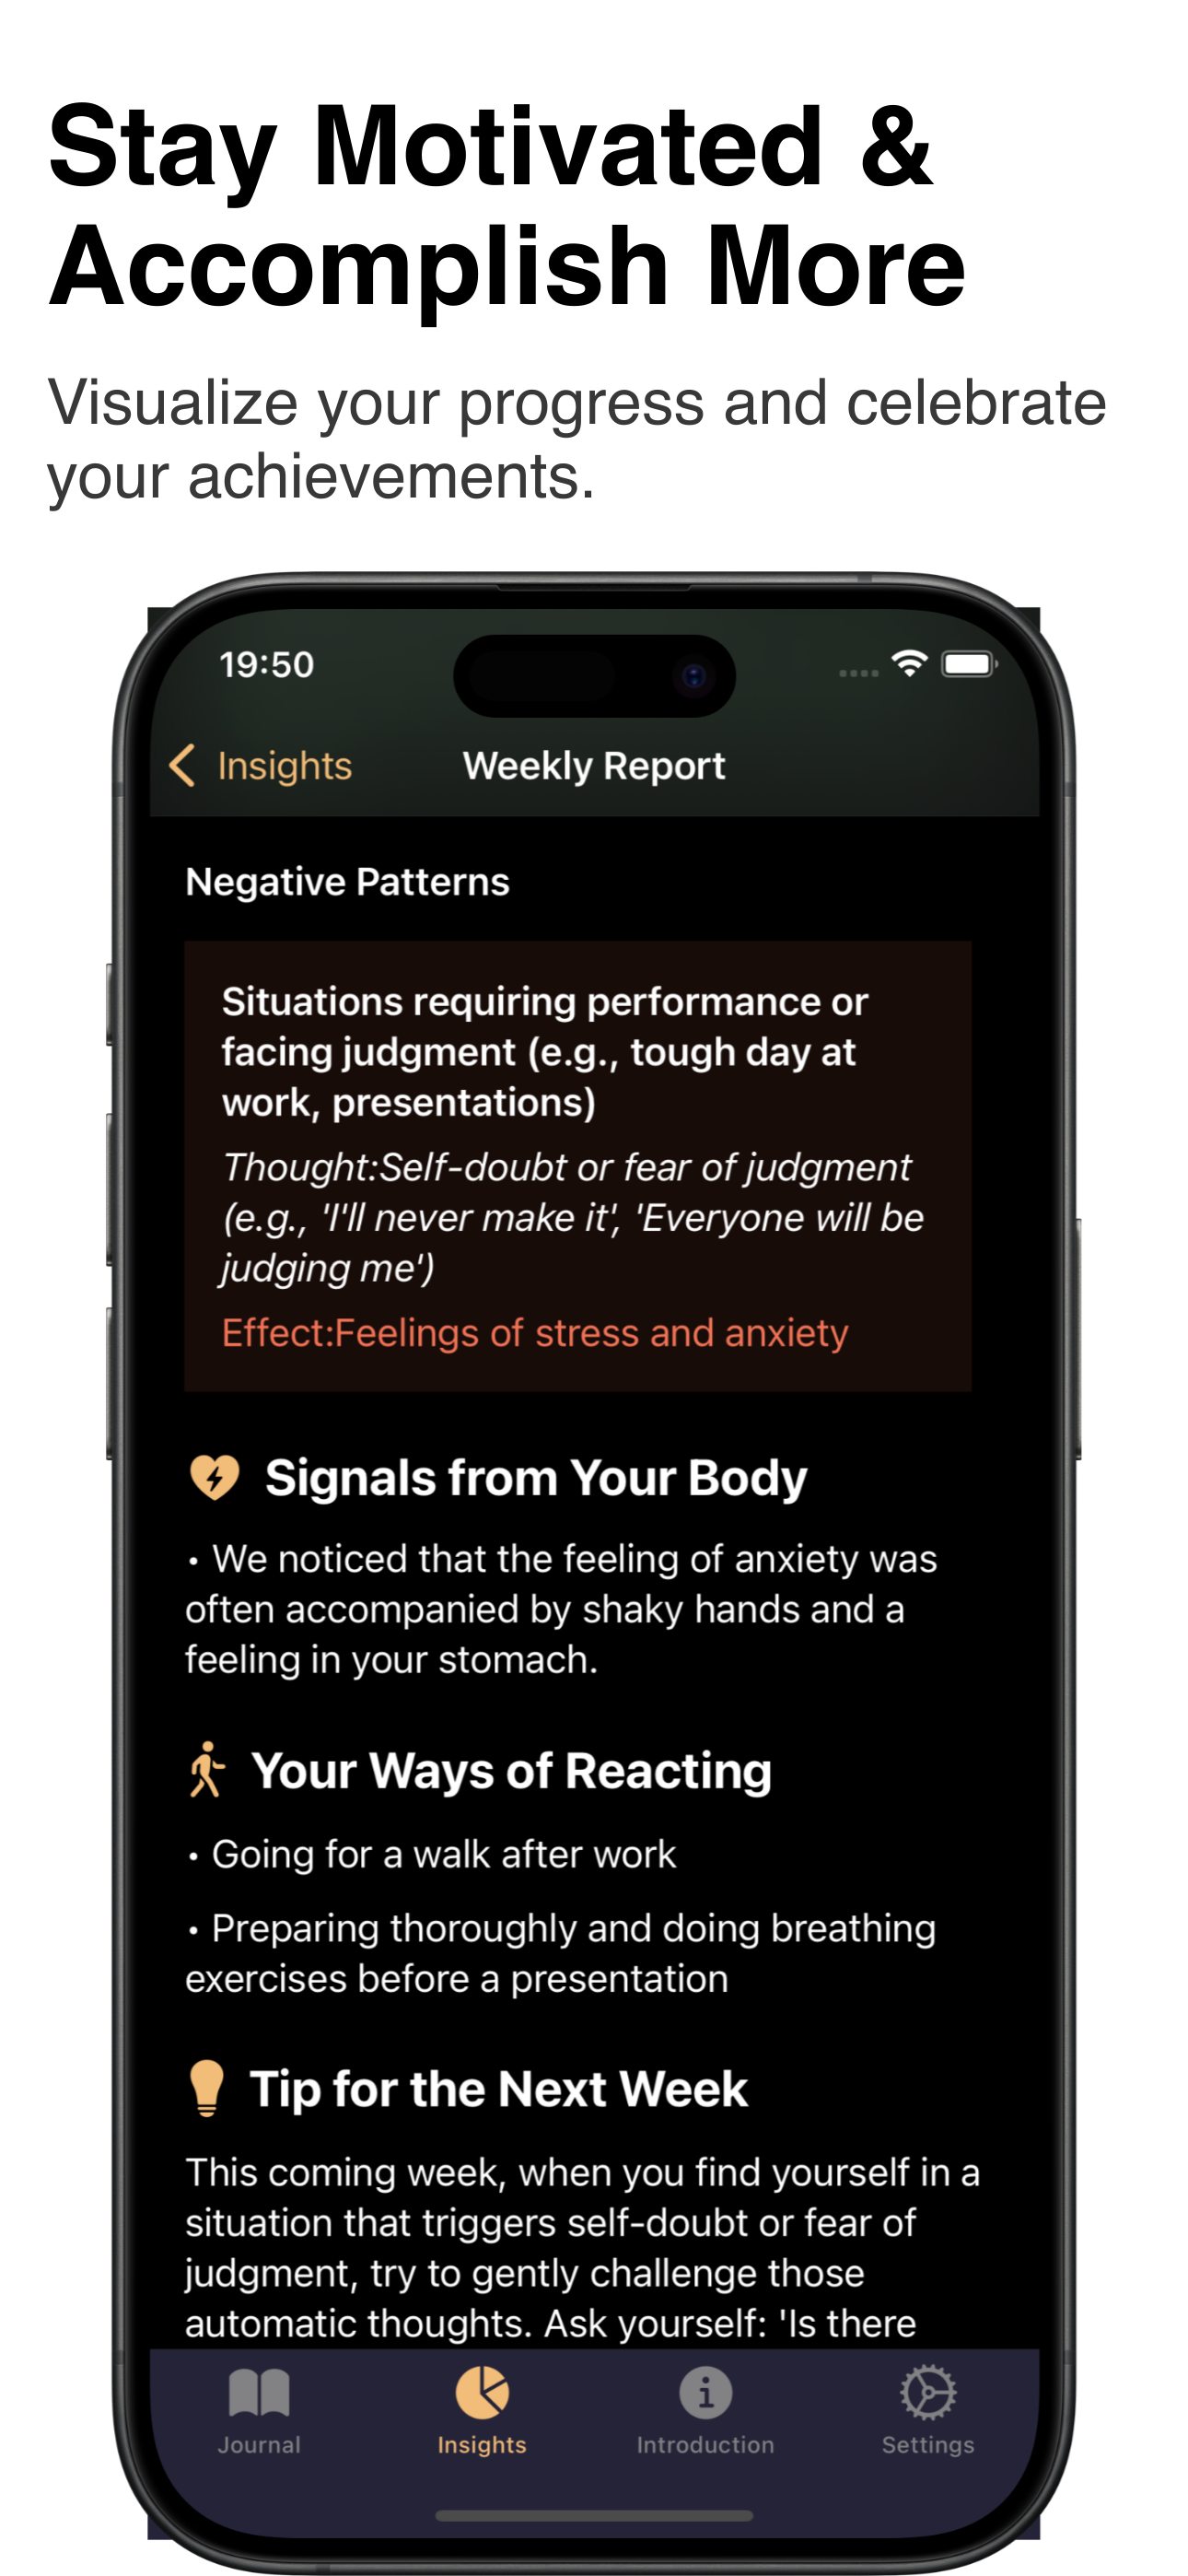 Stay Motivated &
Accomplish More
Visualize your progress and celebrate
your achievements.
19:50
Insights
Weekly Report
Negative Patterns
Situations requiring performance or
facing judgment (e.g., tough day at
work, presentations)
Thought:Self-doubt or fear of judgment
(e.g., 'I'll never make it', 'Everyone will be
judging me')
Effect:Feelings of stress and anxiety
Signals from Your Body
• We noticed that the feeling of anxiety was
often accompanied by shaky hands and a
feeling in your stomach.
Your Ways of Reacting
• Going for a walk after work
• Preparing thoroughly and doing breathing
exercises before a presentation
Tip for the Next Week
This coming week, when you find yourself in a
situation that triggers self-doubt or fear of
judgment, try to gently challenge those
automatic thoughts. Ask yourself: 'Is there
Journal
Insights
Introduction
Settings